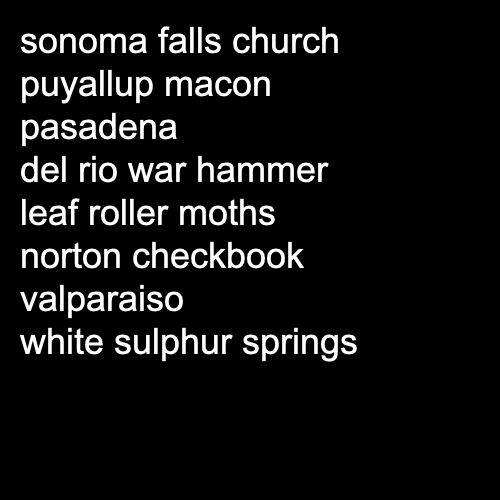 sonoma falls church
puyallup macon
pasadena
del rio war hammer
leaf roller moths
norton checkbook
valparaiso
white sulphur springs